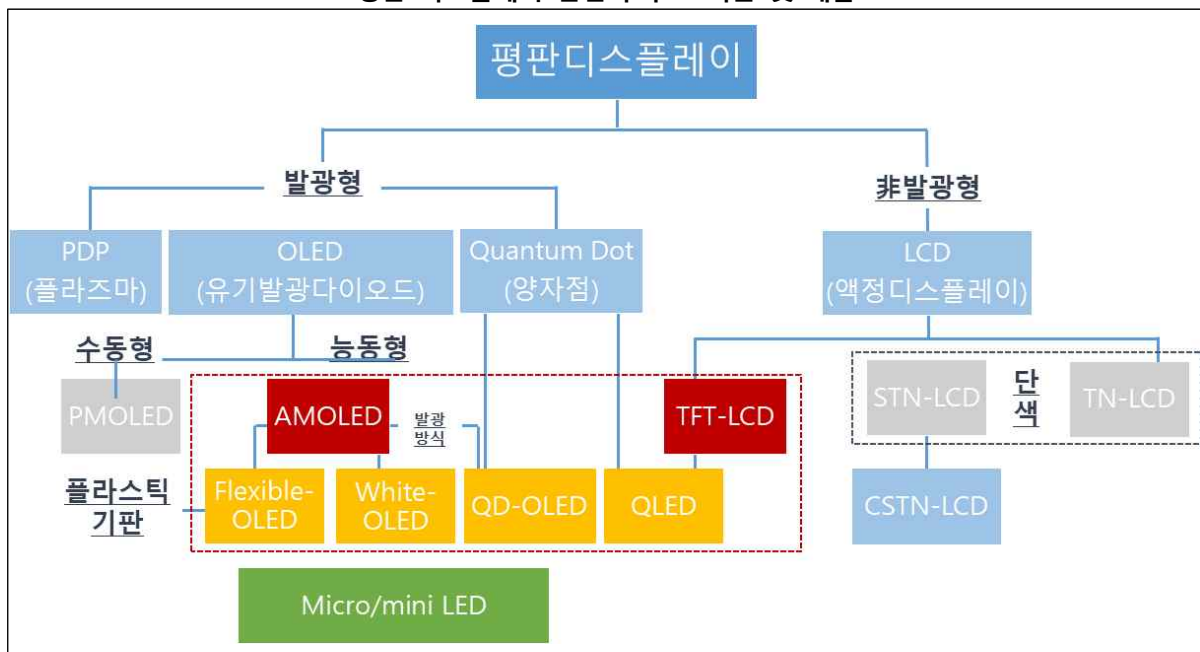 평판디스플레이
발광형
非발광형
PDP
(플라즈마)
OLED
(유기발광다이오드)
Quantum Dot
(양자점)
LCD
(액정디스플레이)
수동형
능동형
PMOLED
AMOLED
발광
방식
TFT-LCD
STN-LCD
단
색
TN-LCD
플라스틱
기판
Flexible-
OLED
White-
OLED
QD-OLED
QLED
CSTN-LCD
Micro/mini LED